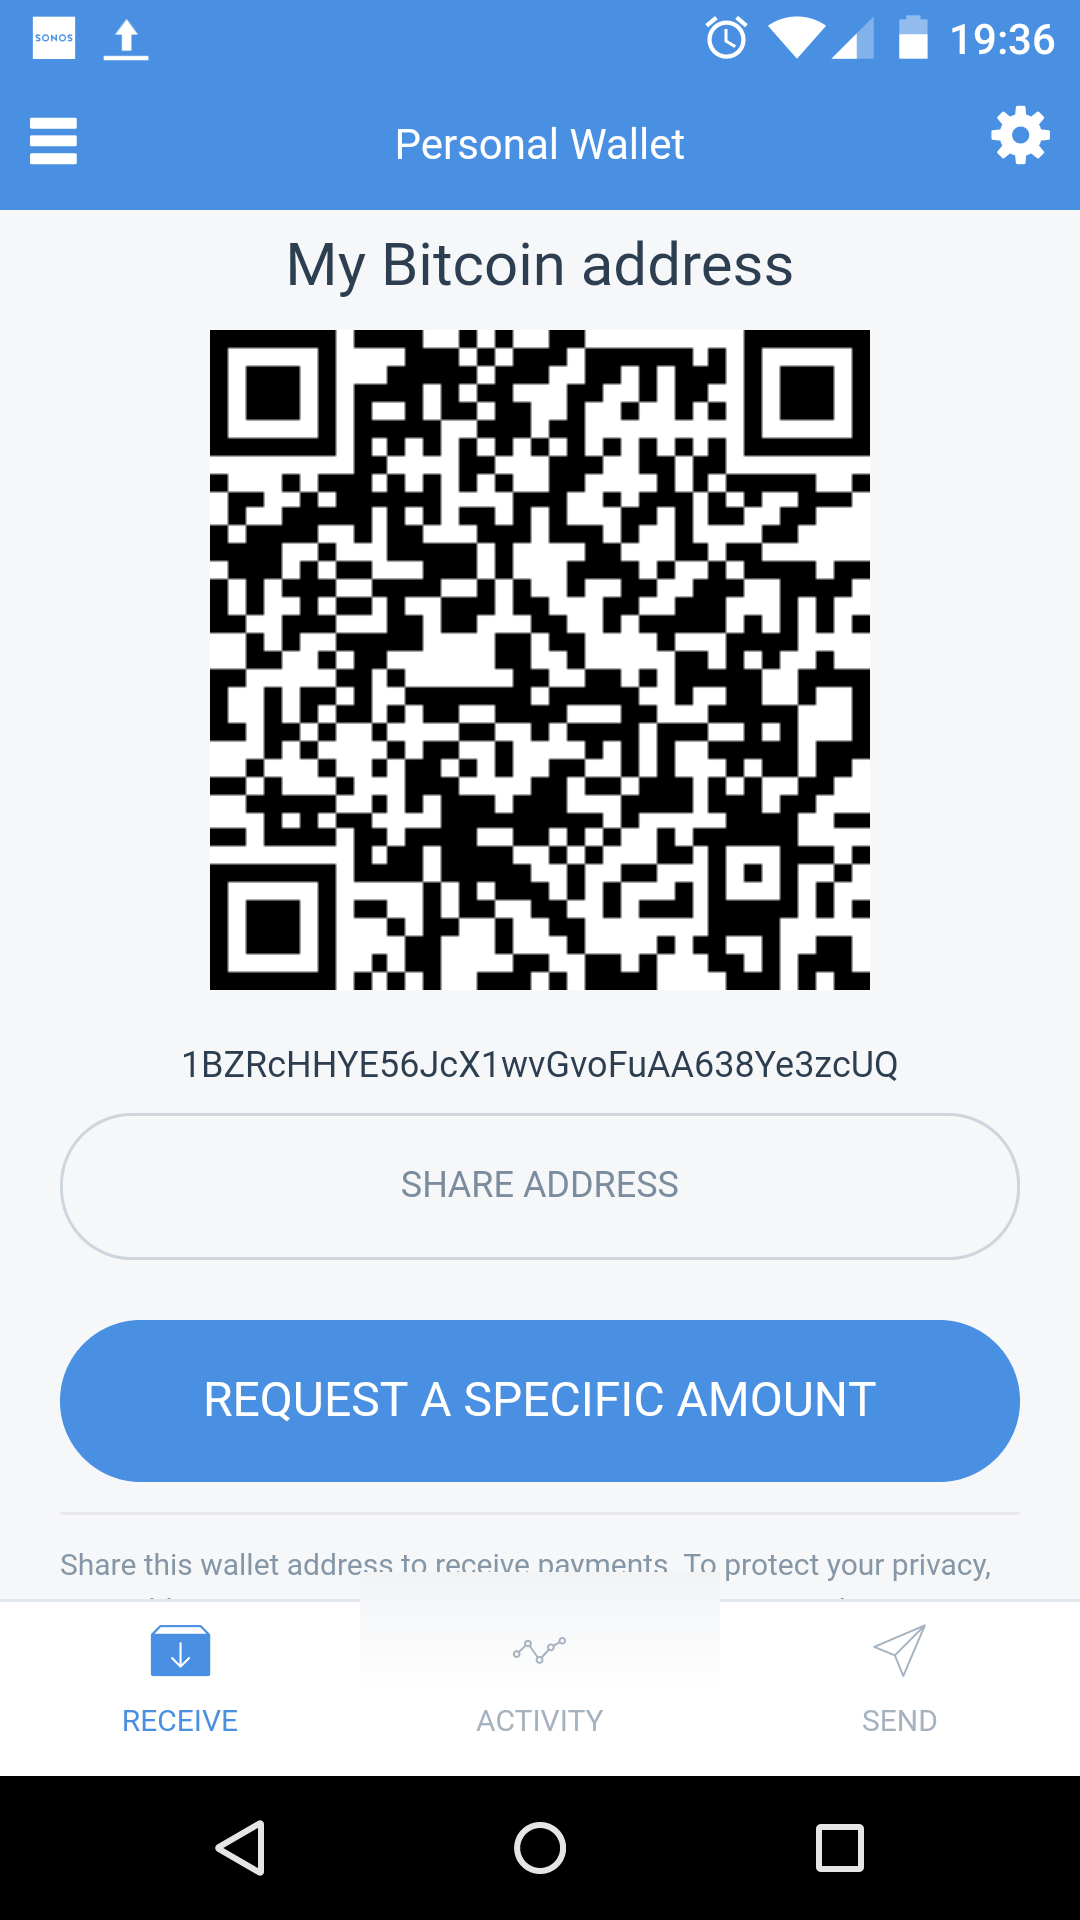 SONOS
19:36
Personal Wallet
My Bitcoin address
1BZRcHHYE56JcX1wvGvoFuAA638Ye3zcUQ
SHARE ADDRESS
REQUEST A SPECIFIC AMOUNT
Share this wallet address to receive payments. To protect your privacy,
RECEIVE
ACTIVITY
SEND